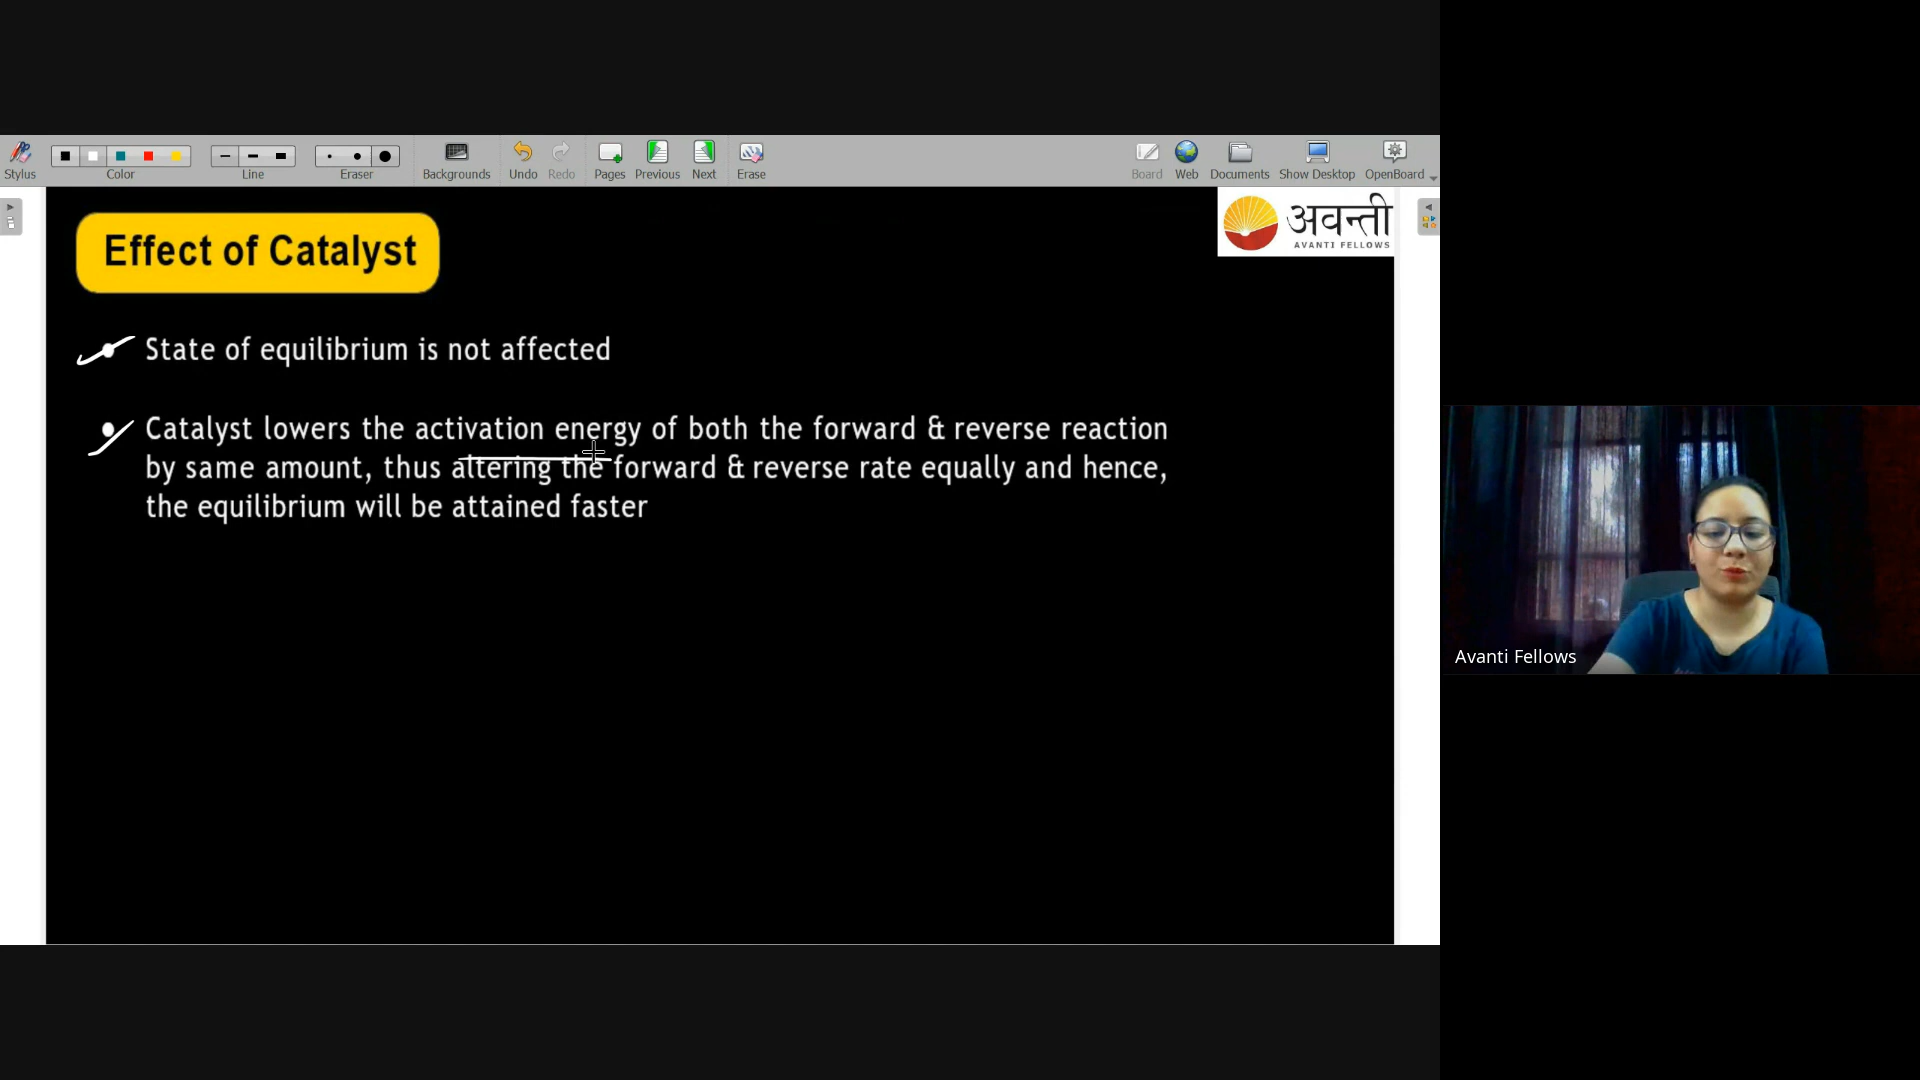 Stylus
Color
Line
Eraser
Backgrounds
Undo
Redo
Pages
Previous
Next
Erase
Board
Web
Documents
Show Desktop
OpenBoard
Effect of Catalyst
अवन्ती
AVANTI FELLOWS
State of equilibrium is not affected
Catalyst lowers the activation energy of both the forward & reverse reaction
by same amount, thus altering the forward & reverse rate equally and hence,
the equilibrium will be attained faster
Avanti Fellows